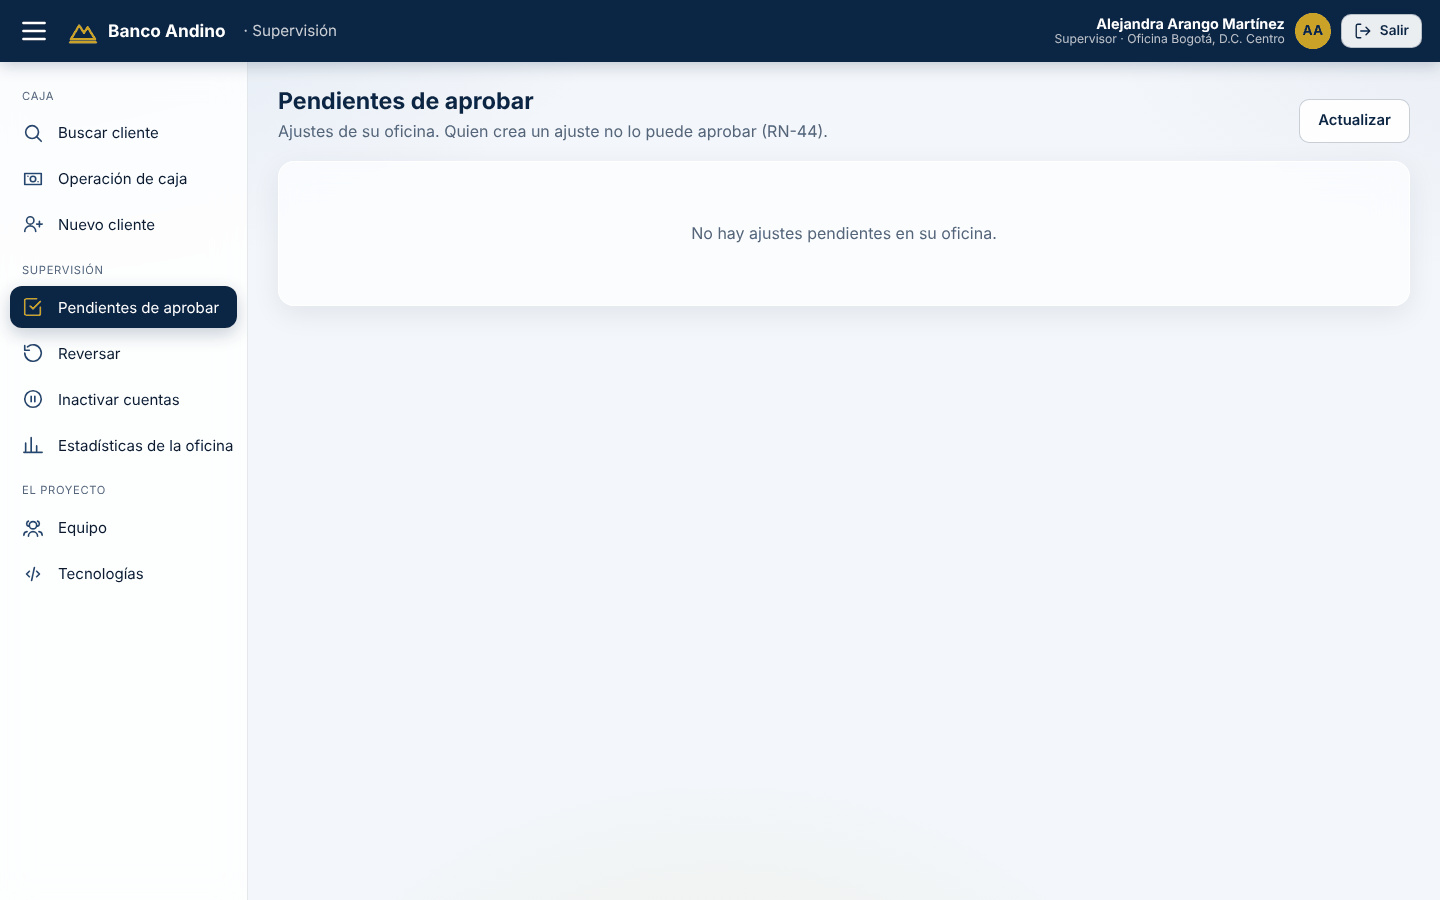 Banco Andino · Supervisión
Alejandra Arango Martínez
Supervisor · Oficina Bogotá, D.C. Centro
AA
Salir
CAJA
Buscar cliente
Operación de caja
Nuevo cliente
SUPERVISIÓN
Pendientes de aprobar
Reversar
Inactivar cuentas
Estadísticas de la oficina
EL PROYECTO
Equipo
Tecnologías
Pendientes de aprobar
Ajustes de su oficina. Quien crea un ajuste no lo puede aprobar (RN-44).
Actualizar
No hay ajustes pendientes en su oficina.